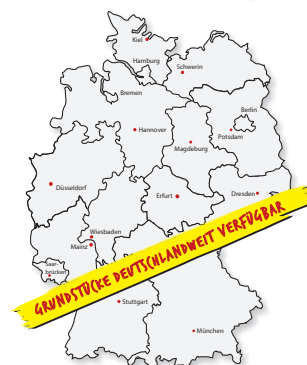 Kiel
Hamburg
Schwerin
Bremen
Berlin
Hannover
Potsdam
Magdeburg
Düsseldorf
Erfurt
Dresden
Wiesbaden
Mainz
Saar-
brücken
GRUNDSTÜCKE DEUTSCHLANDWEIT VERFÜGBAR
Stuttgart
München